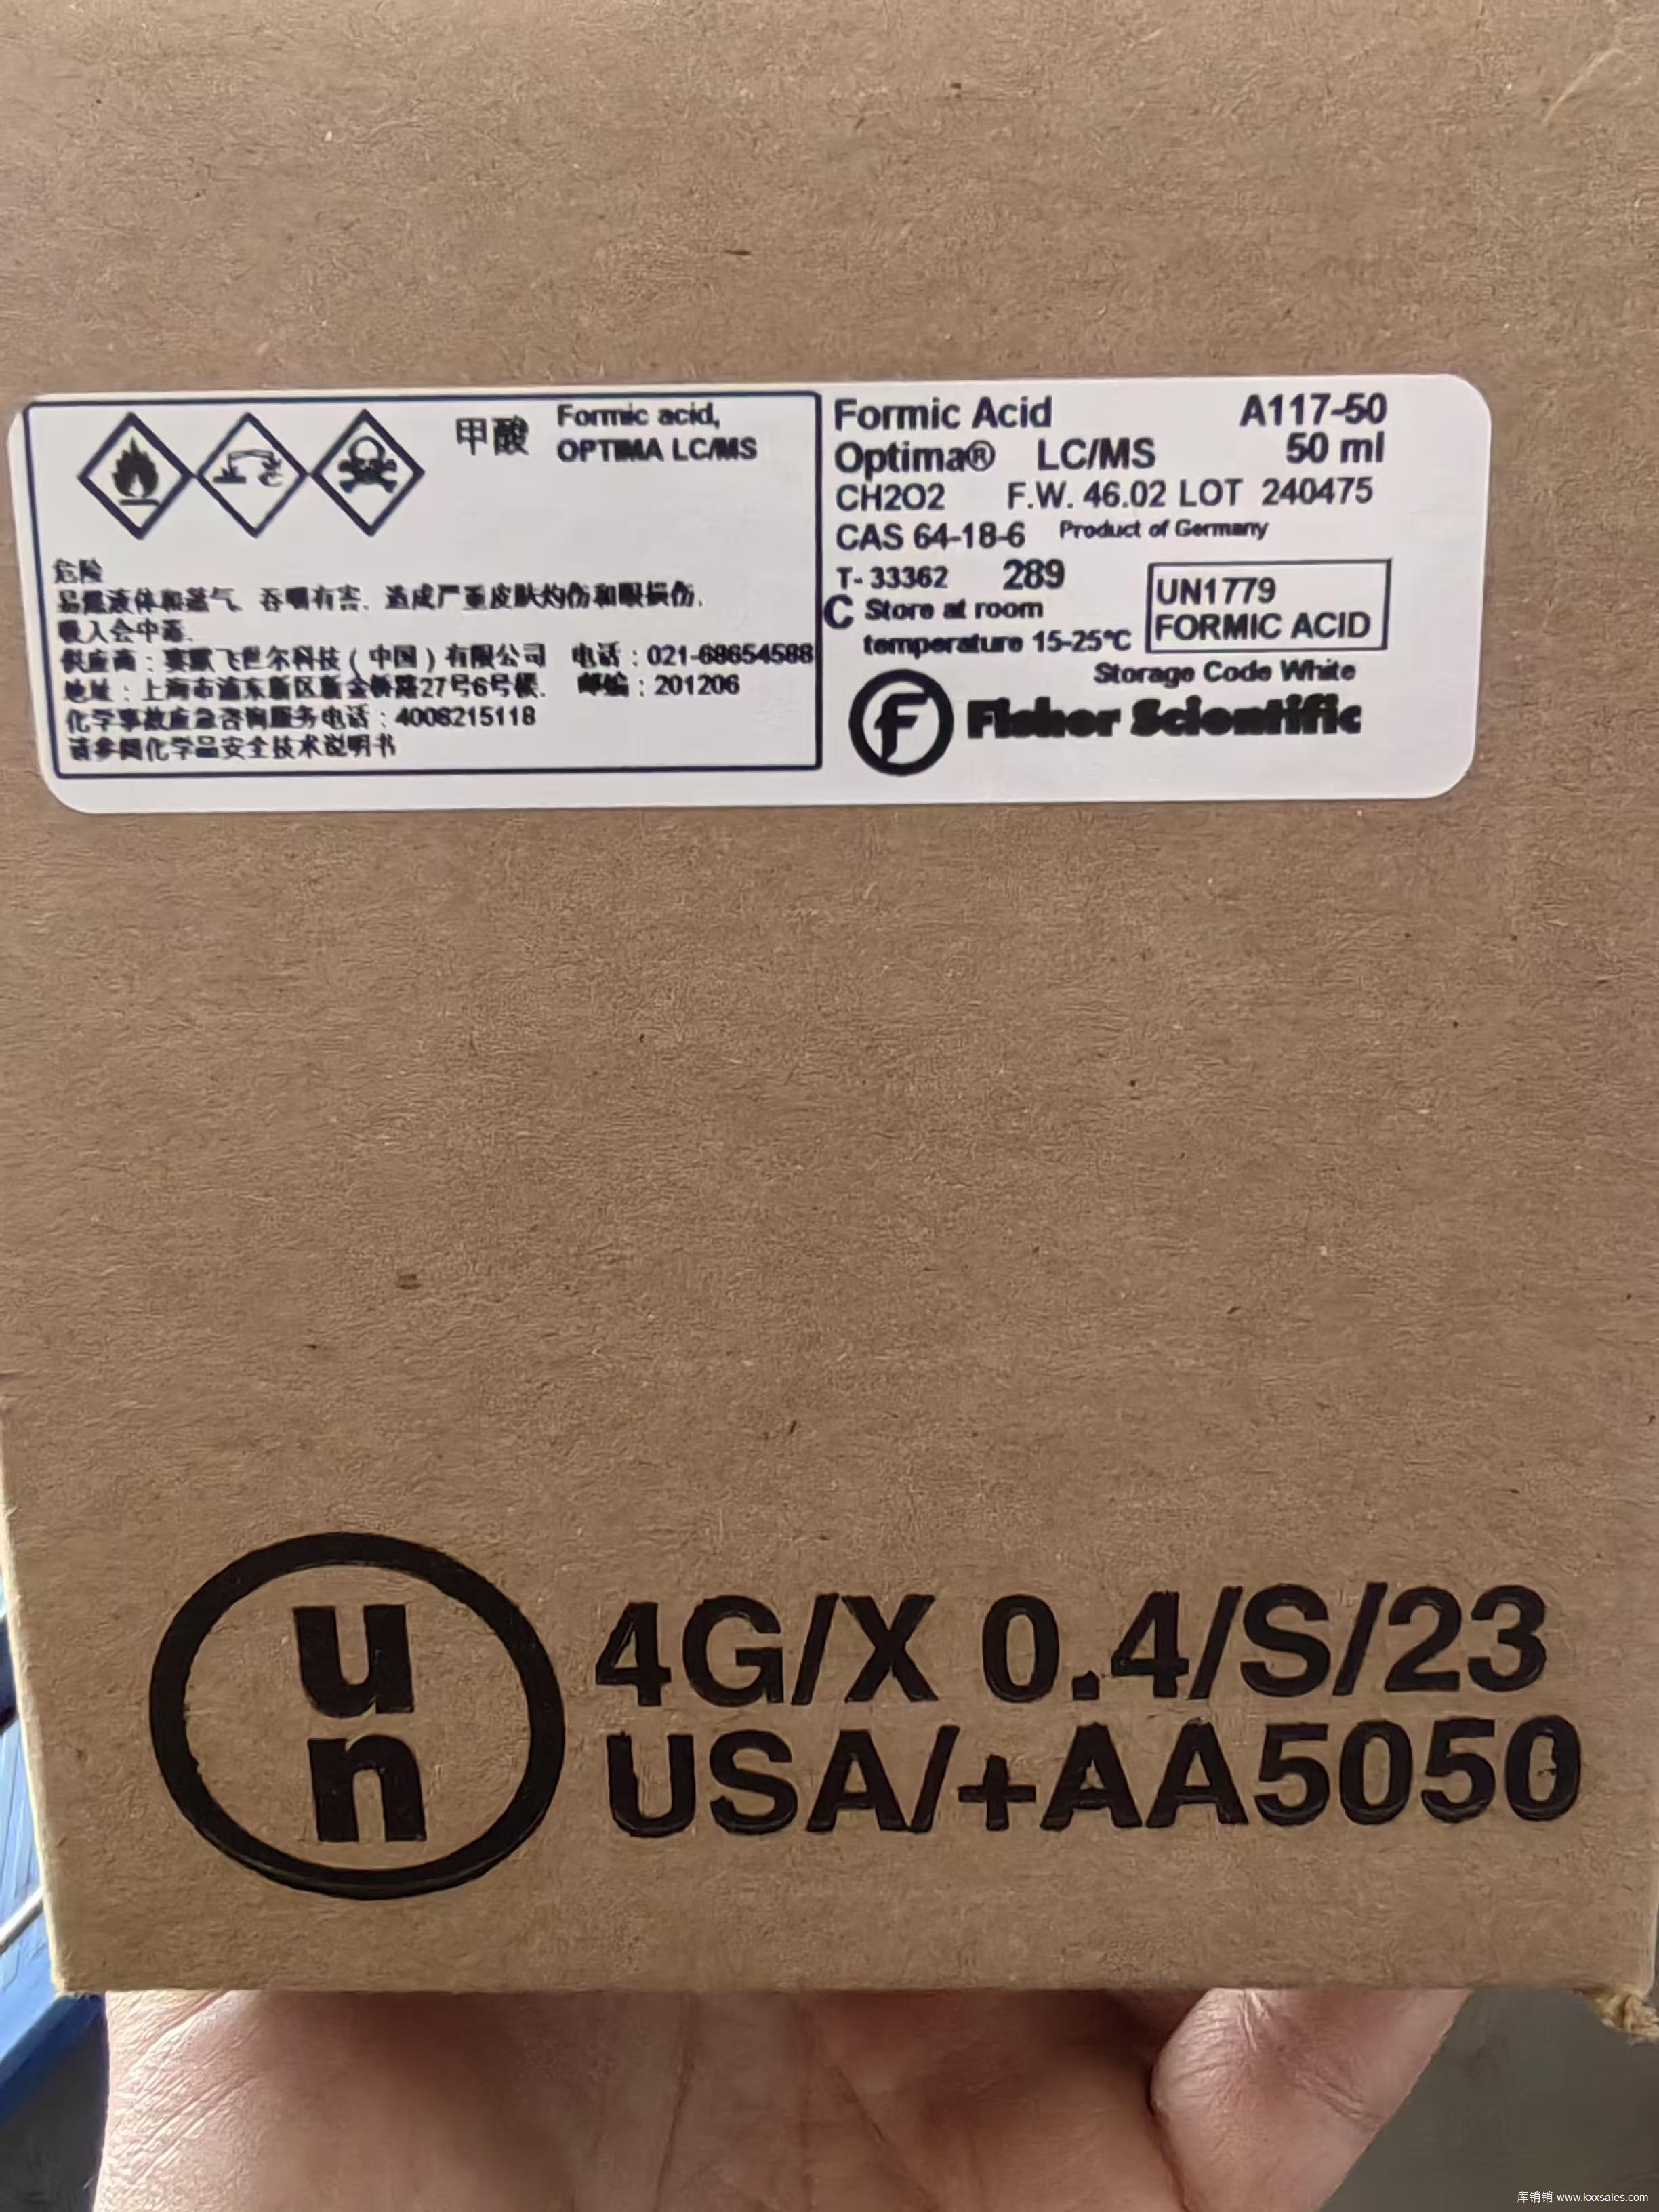 甲酸 Formic acid,
OPTIMA LC/MS
危险
易燃液体和蒸气. 吞咽有害. 造成严重皮肤灼伤和眼损伤.
吸入会中毒.
供应商：赛默飞世尔科技（中国）有限公司 电话：021-68654588
地址：上海市浦东新区新金桥路27号6号楼. 邮编：201206
化学事故应急咨询服务电话：4008215118
请参阅化学品安全技术说明书
Formic Acid A117-50
Optima® LC/MS 50 ml
CH2O2 F.W. 46.02 LOT 240475
CAS 64-18-6 Product of Germany
T- 33362 289
UN1779
FORMIC ACID
C Store at room
temperature 15-25°C
Storage Code White
F Fisher Scientific
un
4G/X 0.4/S/23
USA/+AA5050
库销销 www.kxxsales.com